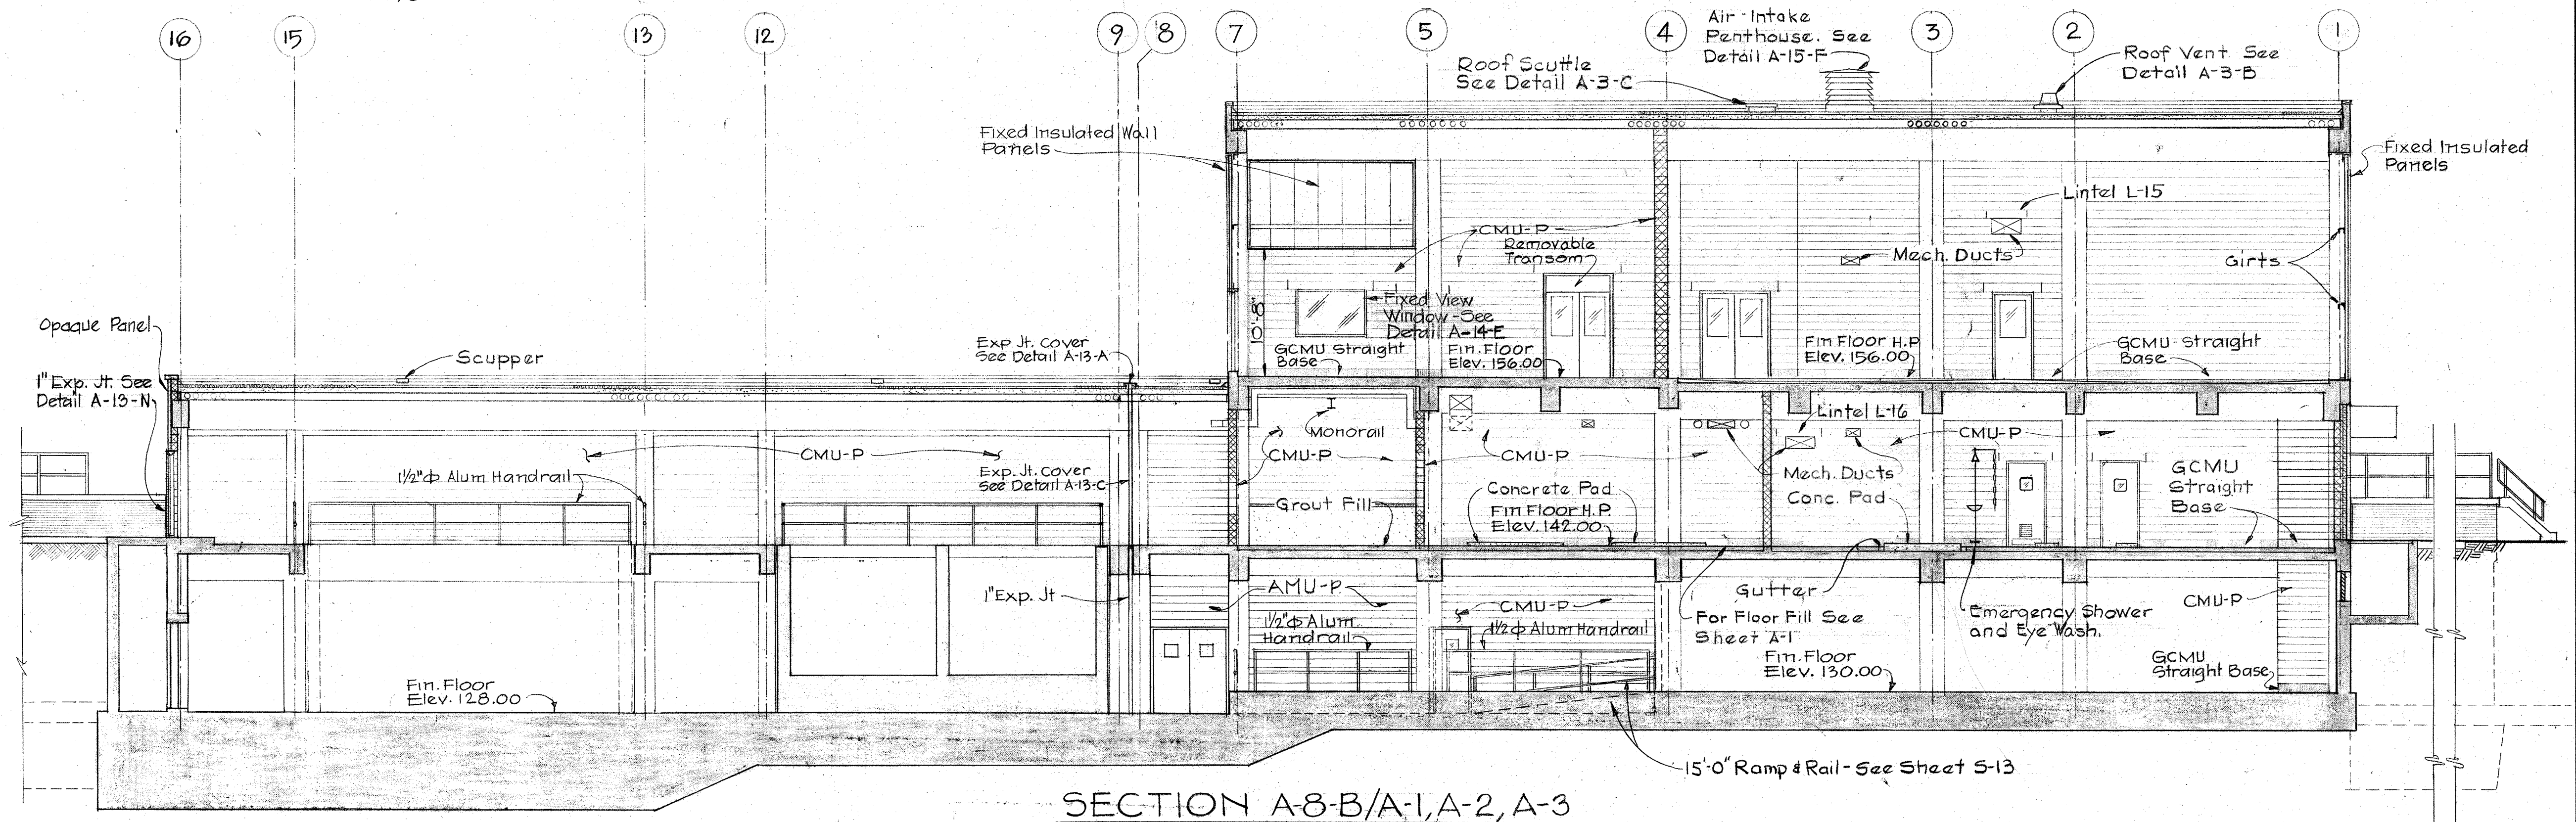 16
15
13
12
9
8
7
5
4
3
2
1
Air-Intake
Penthouse. See
Detail A-15-F
Roof Scuttle
See Detail A-3-C
Roof Vent. See
Detail A-3-B
Fixed Insulated Wall
Panels
Fixed Insulated
Panels
Lintel L-15
CMU-P
Removable
Transom
Mech. Ducts
Girts
10'-8"
Fixed View
Window-See
Detail A-14-E
Opaque Panel
Scupper
Exp. Jt. Cover
See Detail A-13-A
GCMU Straight
Base
Fin. Floor
Elev. 156.00
Fin Floor H.P.
Elev. 156.00
GCMU-Straight
Base
1" Exp. Jt. See
Detail A-13-N
Monorail
Lintel L-16
CMU-P
CMU-P
CMU-P
CMU-P
1½"φ Alum Handrail
Exp. Jt. Cover
See Detail A-13-C
Mech. Ducts
GCMU
Straight
Base
Grout Fill
Concrete Pad
Fin Floor H.P.
Elev. 142.00
Conc. Pad
1" Exp. Jt
AMU-P
CMU-P
Gutter
CMU-P
1½"φ Alum
Handrail
1½φ Alum Handrail
For Floor Fill See
Sheet A-1
Emergency Shower
and Eye Wash.
Fin. Floor
Elev. 128.00
Fin. Floor
Elev. 130.00
GCMU
Straight Base
15'-0" Ramp & Rail-See Sheet S-13
SECTION A-8-B/A-1, A-2, A-3